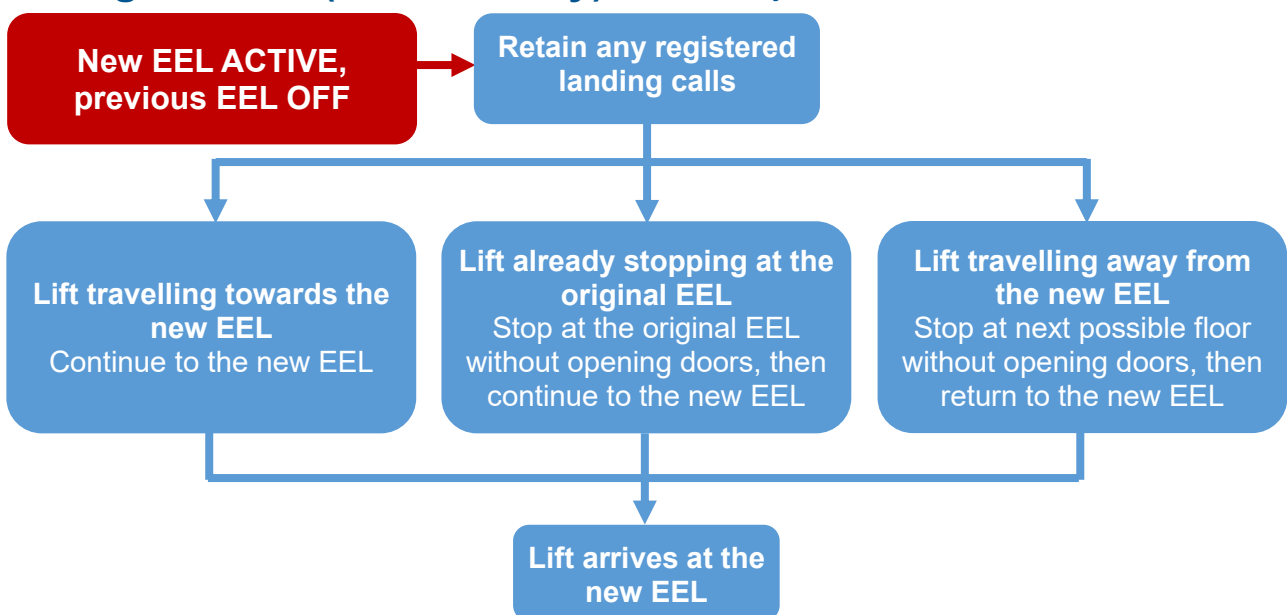 New EEL ACTIVE,
previous EEL OFF
Retain any registered
landing calls
Lift travelling towards the
new EEL
Continue to the new EEL
Lift already stopping at the
original EEL
Stop at the original EEL
without opening doors, then
continue to the new EEL
Lift travelling away from
the new EEL
Stop at next possible floor
without opening doors, then
return to the new EEL
Lift arrives at the
new EEL